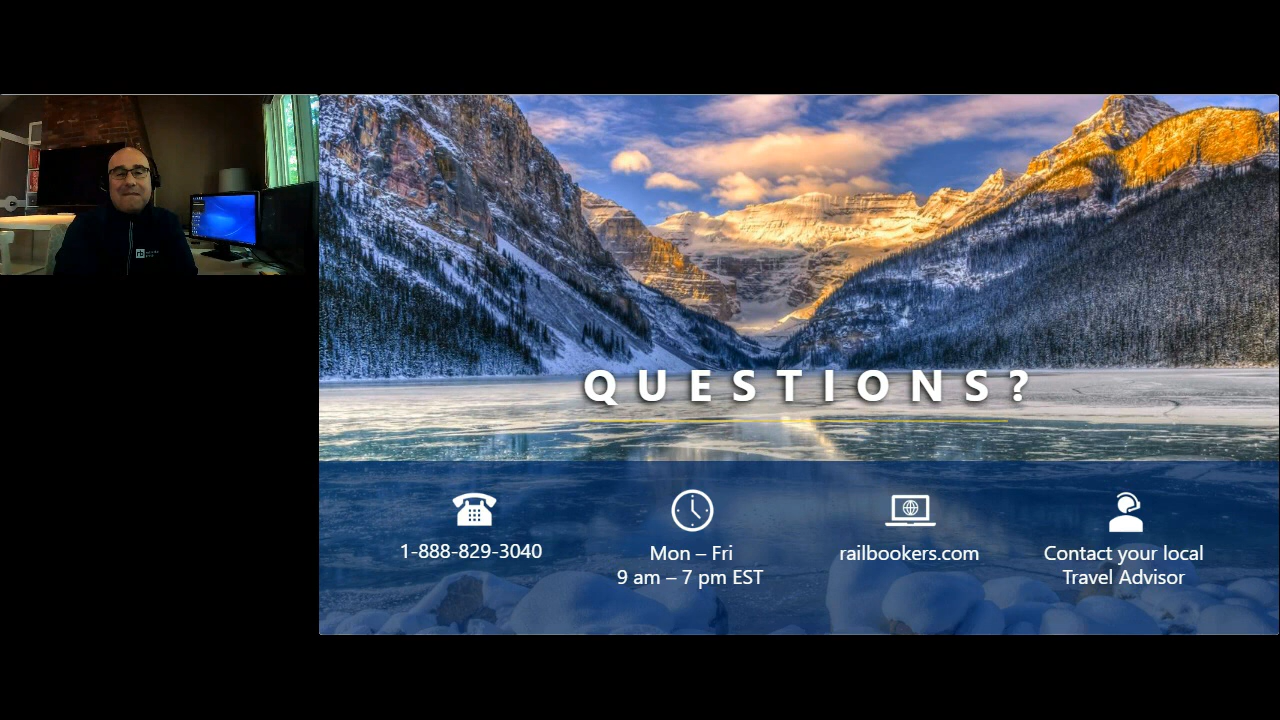 QUESTIONS?
1-888-829-3040
Mon – Fri
9 am – 7 pm EST
railbookers.com
Contact your local
Travel Advisor